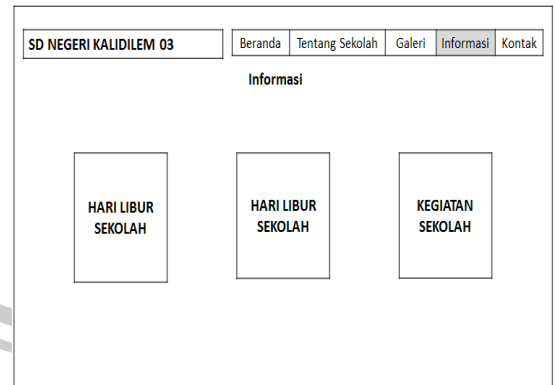 SD NEGERI KALIDILEM 03
Beranda Tentang Sekolah Galeri Informasi Kontak
Informasi
HARI LIBUR
SEKOLAH
HARI LIBUR
SEKOLAH
KEGIATAN
SEKOLAH